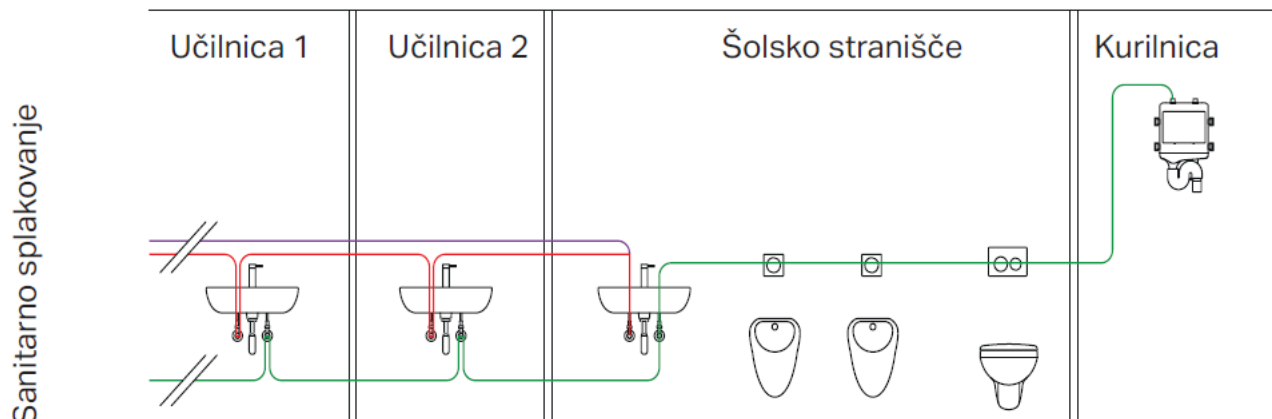 Učilnica 1
Učilnica 2
Šolsko stranišče
Kurilnica
Sanitarno splakovanje